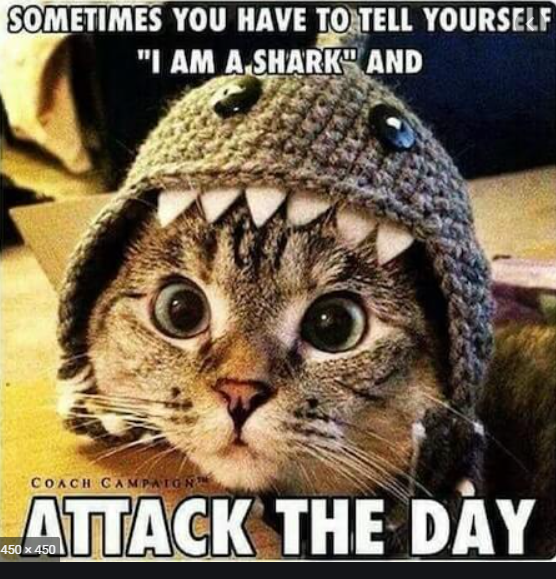 SOMETIMES YOU HAVE TO TELL YOURSELF
"I AM A SHARK" AND
COACH CAMPAIGN™
ATTACK THE DAY
450 × 450